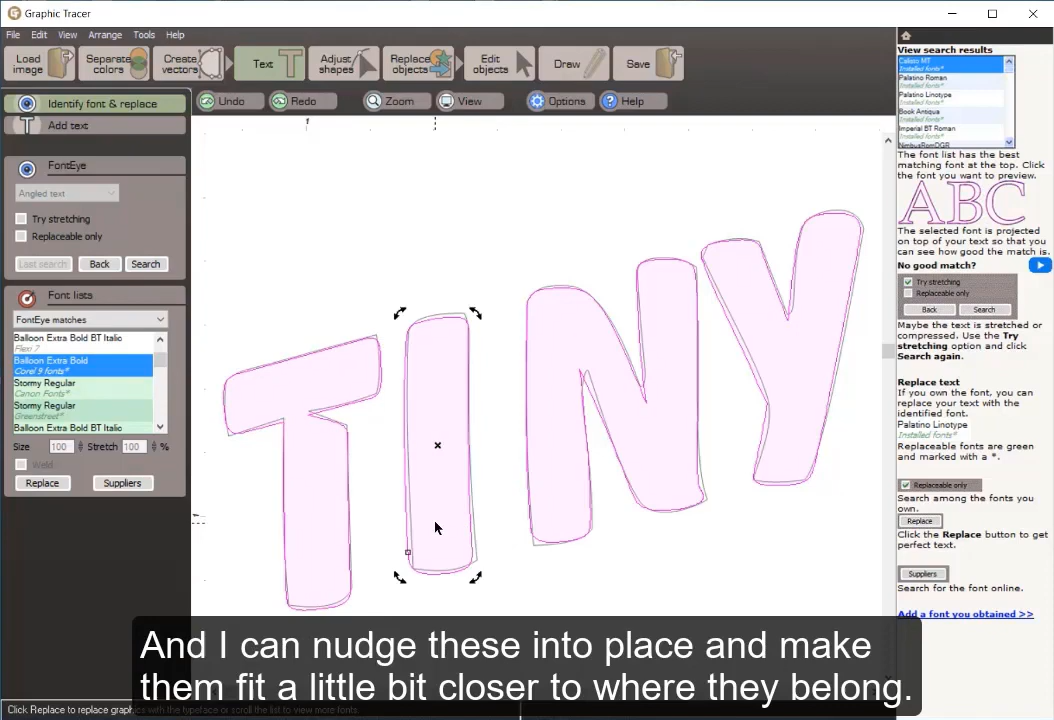 Graphic Tracer
File Edit View Arrange Tools Help
Load image
Separate colors
Create vectors
Text
Adjust shapes
Replace objects
Edit objects
Draw
Save
Identify font & replace
Add text
Undo
Redo
Zoom
View
Options
Help
FontEye
Angled text
Try stretching
Replaceable only
Last search Back Search
Font lists
FontEye matches
Balloon Extra Bold BT Italic
Flexi 7
Balloon Extra Bold
Corel 9 fonts*
Stormy Regular
Canon Fonts*
Stormy Regular
Greenstreet*
Balloon Extra Bold BT Italic
Size 100 Stretch 100 %
Weld
Replace Suppliers
1
TINY
View search results
Calisto MT
Installed fonts*
Palatino Roman
Installed fonts*
Palatino Linotype
Installed fonts*
Book Antiqua
Installed fonts*
Imperial BT Roman
Installed fonts*
NimbusRomDGR
The font list has the best
matching font at the top. Click
the font you want to preview.
ABC
The selected font is projected
on top of your text so that you
can see how good the match is.
No good match?
Try stretching
Replaceable only
Back Search
Maybe the text is stretched or
compressed. Use the Try
stretching option and click
Search again.
Replace text
If you own the font, you can
replace your text with the
identified font.
Palatino Linotype
Installed fonts*
Replaceable fonts are green
and marked with a *.
Replaceable only
Search among the fonts you
own.
Replace
Click the Replace button to get
perfect text.
Suppliers
Search for the font online.
Add a font you obtained >>
And I can nudge these into place and make
them fit a little bit closer to where they belong.
Click Replace to replace graphics with the typeface or scroll the list to view more fonts.